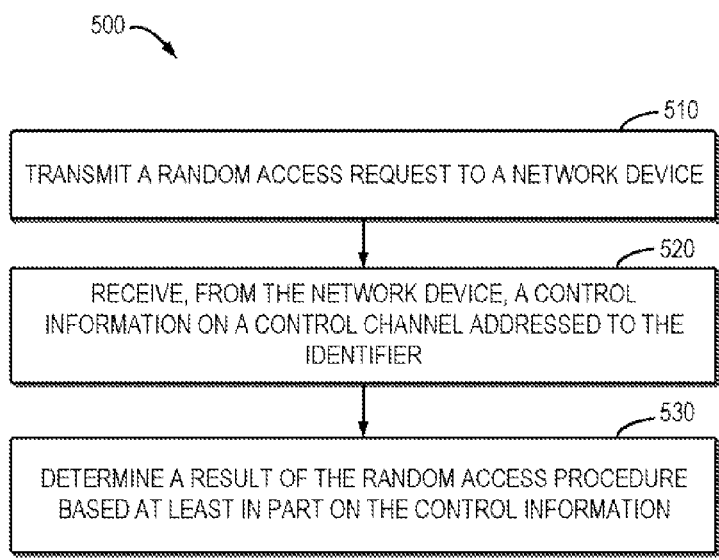 500
510
TRANSMIT A RANDOM ACCESS REQUEST TO A NETWORK DEVICE
520
RECEIVE, FROM THE NETWORK DEVICE, A CONTROL
INFORMATION ON A CONTROL CHANNEL ADDRESSED TO THE
IDENTIFIER
530
DETERMINE A RESULT OF THE RANDOM ACCESS PROCEDURE
BASED AT LEAST IN PART ON THE CONTROL INFORMATION